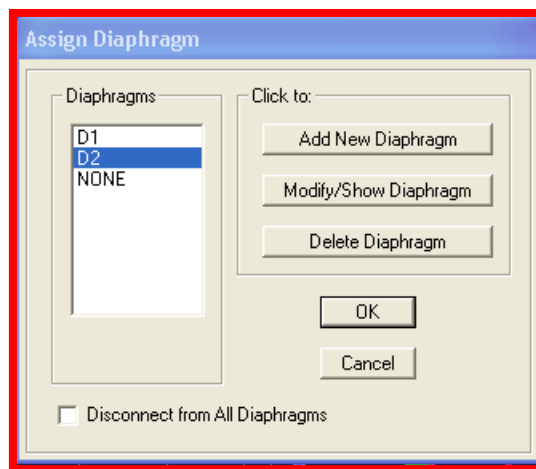 Assign Diaphragm
Diaphragms
D1
D2
NONE
Click to:
Add New Diaphragm
Modify/Show Diaphragm
Delete Diaphragm
OK
Cancel
Disconnect from All Diaphragms